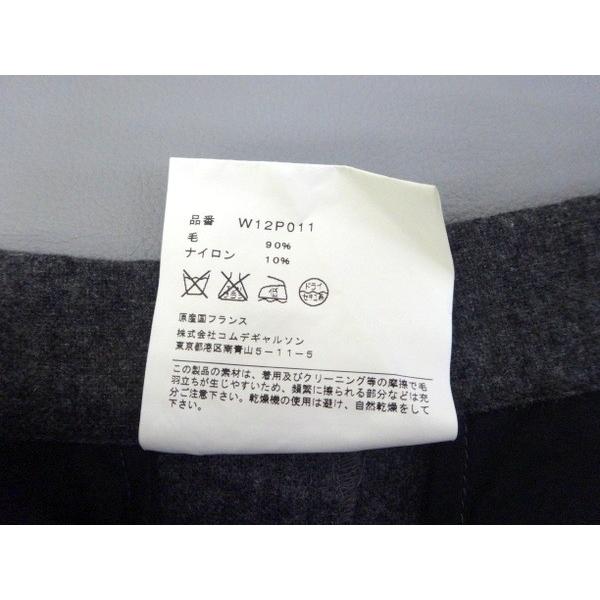 品番 W12P011
毛 90%
ナイロン 10%
原産国フランス
株式会社コムデギャルソン
東京都港区南青山5-11-5
この製品の素材は、着用及びクリーニング等の摩擦で毛
羽立ちが生じやすいため、頻繁に擦られる部分などは充
分ご注意下さい。乾燥機の使用は避け、自然乾燥をして
下さい。